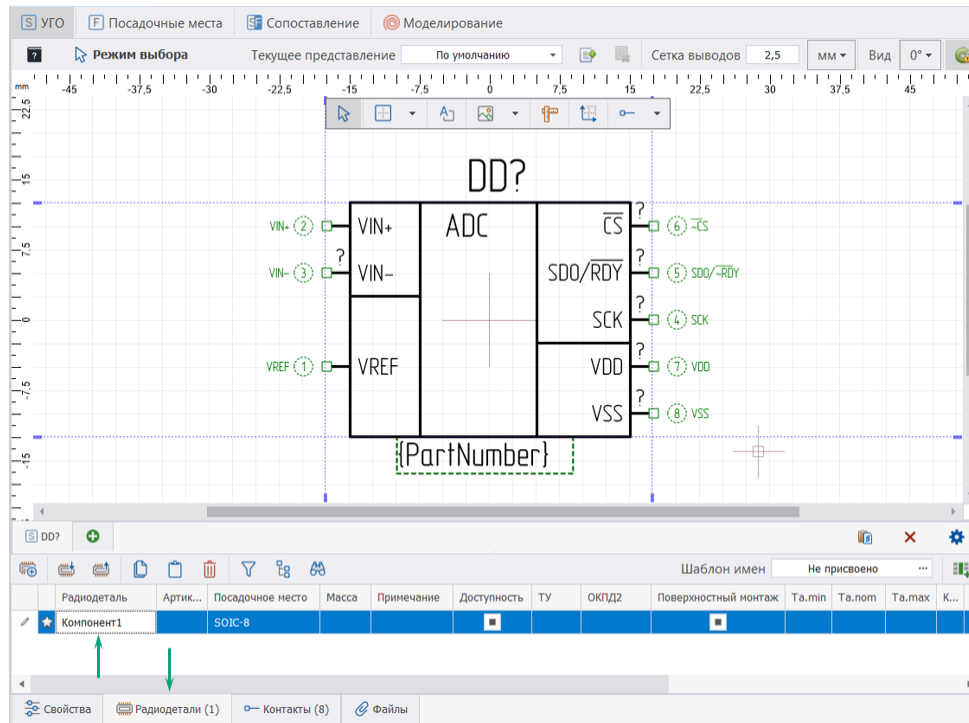 УГО Посадочные места Сопоставление Моделирование
Режим выбора Текущее представление По умолчанию Сетка выводов 2,5 мм Вид 0°
mm -45 -37,5 -30 -22,5 -15 -7,5 0 7,5 15 22,5 30 37,5 45
22,5
15
7,5
0
-7,5
-15
DD?
VIN+ 2 VIN+ ADC CS ? 6 ~CS
VIN- 3 ? VIN- SDO/RDY ? 5 SDO/~RDY
SCK ? 4 SCK
VREF 1 VREF VDD ? 7 VDD
VSS ? 8 VSS
{PartNumber}
DD?
Шаблон имен Не присвоено ...
Радиодеталь Артик... Посадочное место Масса Примечание Доступность ТУ ОКПД2 Поверхностный монтаж Ta.min Ta.nom Ta.max К...
Компонент1 SOIC-8
Свойства Радиодетали (1) Контакты (8) Файлы